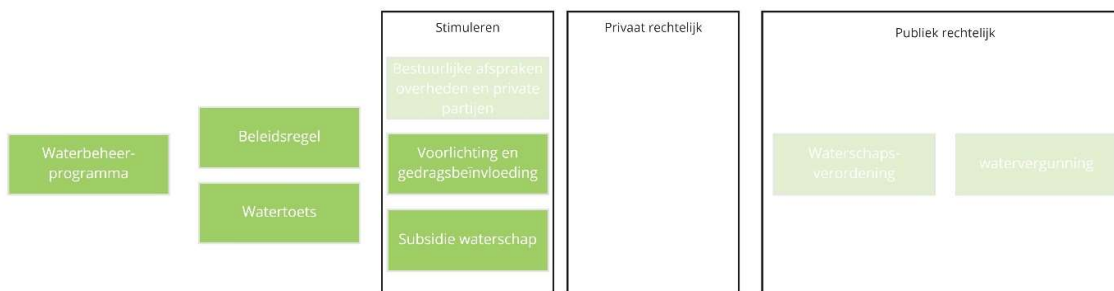 Stimuleren
Privaat rechtelijk
Publiek rechtelijk
Bestuurlijke afspraken
overheden en private
partijen
Beleidsregel
Waterbeheer-
programma
Voorlichting en
gedragsbeïnvloeding
Waterschaps-
verordening
watervergunning
Watertoets
Subsidie waterschap